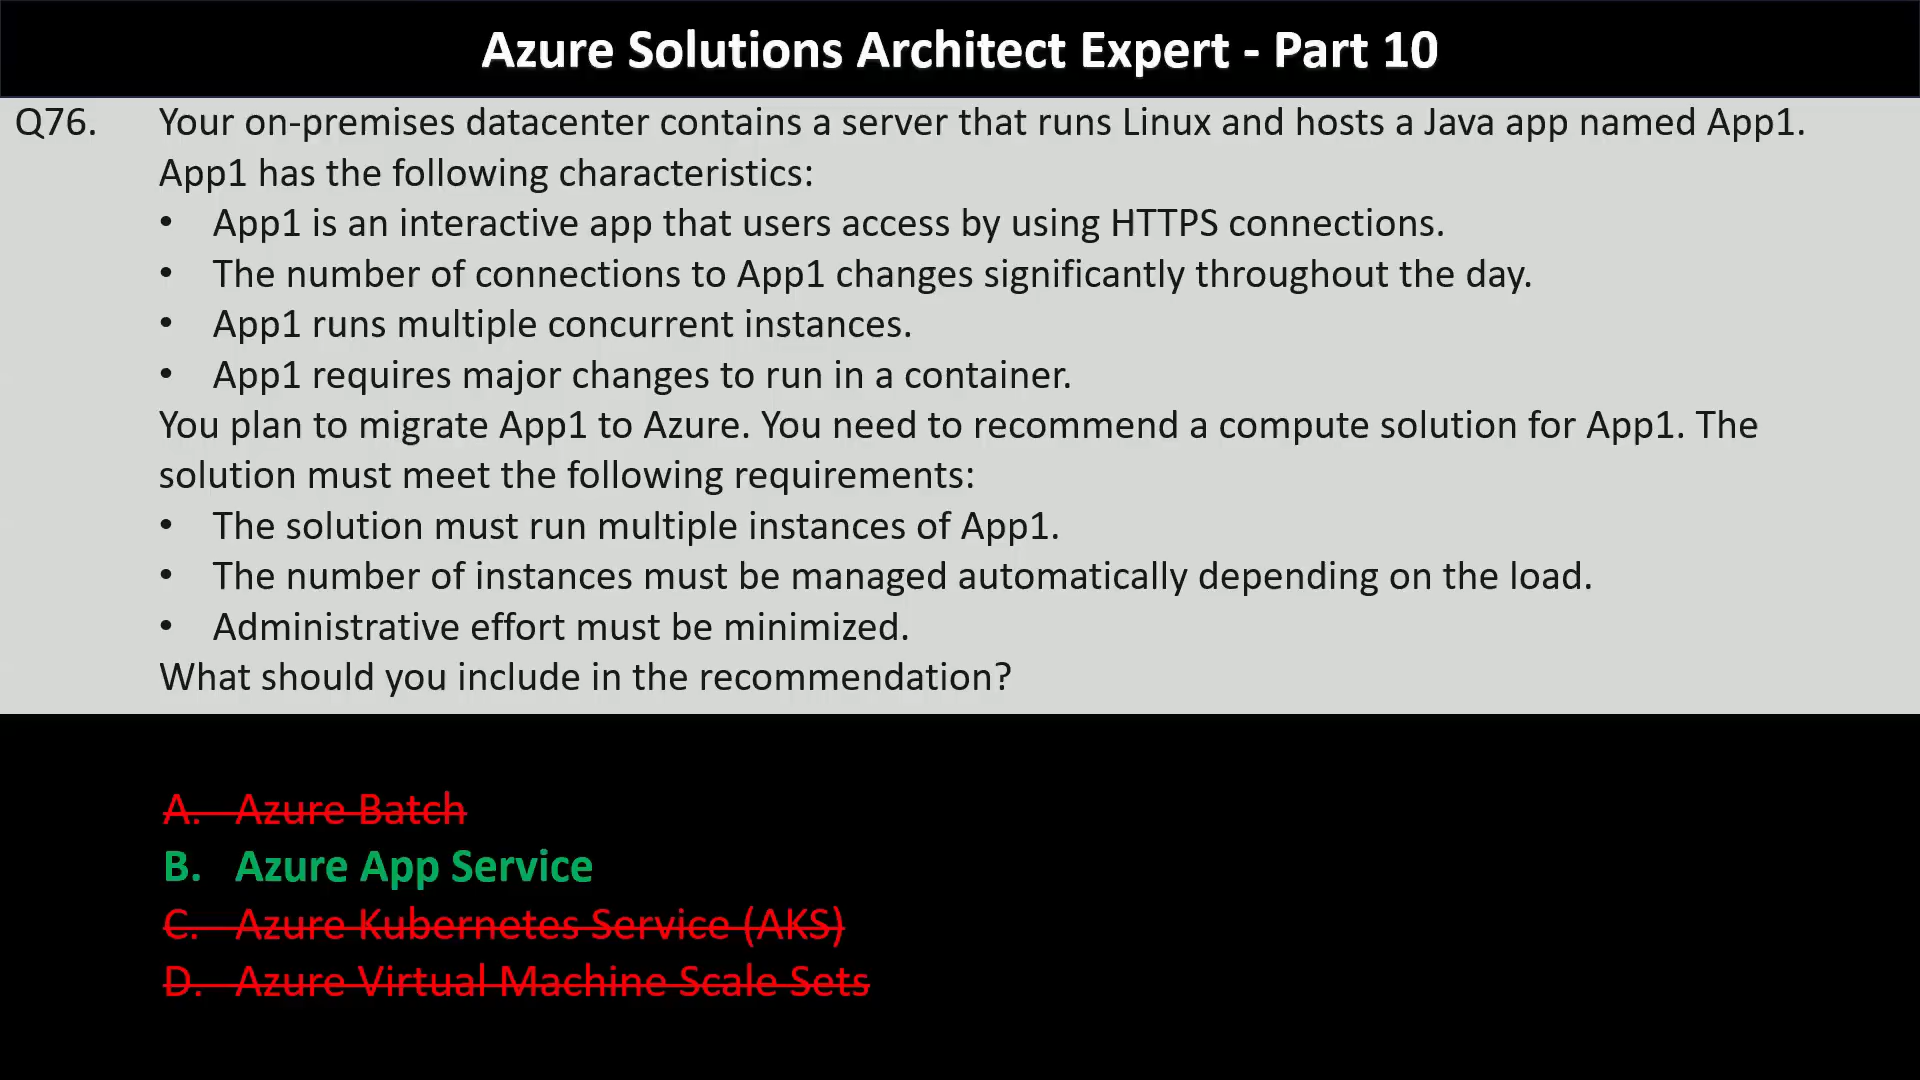 Azure Solutions Architect Expert - Part 10
Q76. Your on-premises datacenter contains a server that runs Linux and hosts a Java app named App1.
App1 has the following characteristics:
• App1 is an interactive app that users access by using HTTPS connections.
• The number of connections to App1 changes significantly throughout the day.
• App1 runs multiple concurrent instances.
• App1 requires major changes to run in a container.
You plan to migrate App1 to Azure. You need to recommend a compute solution for App1. The
solution must meet the following requirements:
• The solution must run multiple instances of App1.
• The number of instances must be managed automatically depending on the load.
• Administrative effort must be minimized.
What should you include in the recommendation?
A. Azure Batch
B. Azure App Service
C. Azure Kubernetes Service (AKS)
D. Azure Virtual Machine Scale Sets